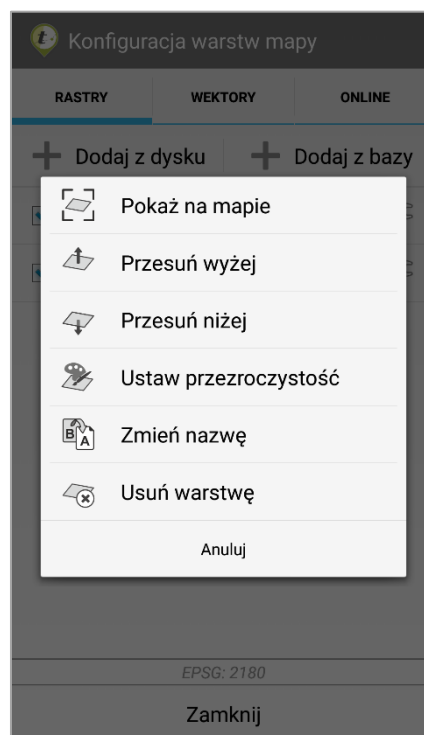 Konfiguracja warstw mapy
RASTRY WEKTORY ONLINE
Dodaj z dysku Dodaj z bazy
Pokaż na mapie
Przesuń wyżej
Przesuń niżej
Ustaw przezroczystość
B A Zmień nazwę
Usuń warstwę
Anuluj
EPSG: 2180
Zamknij